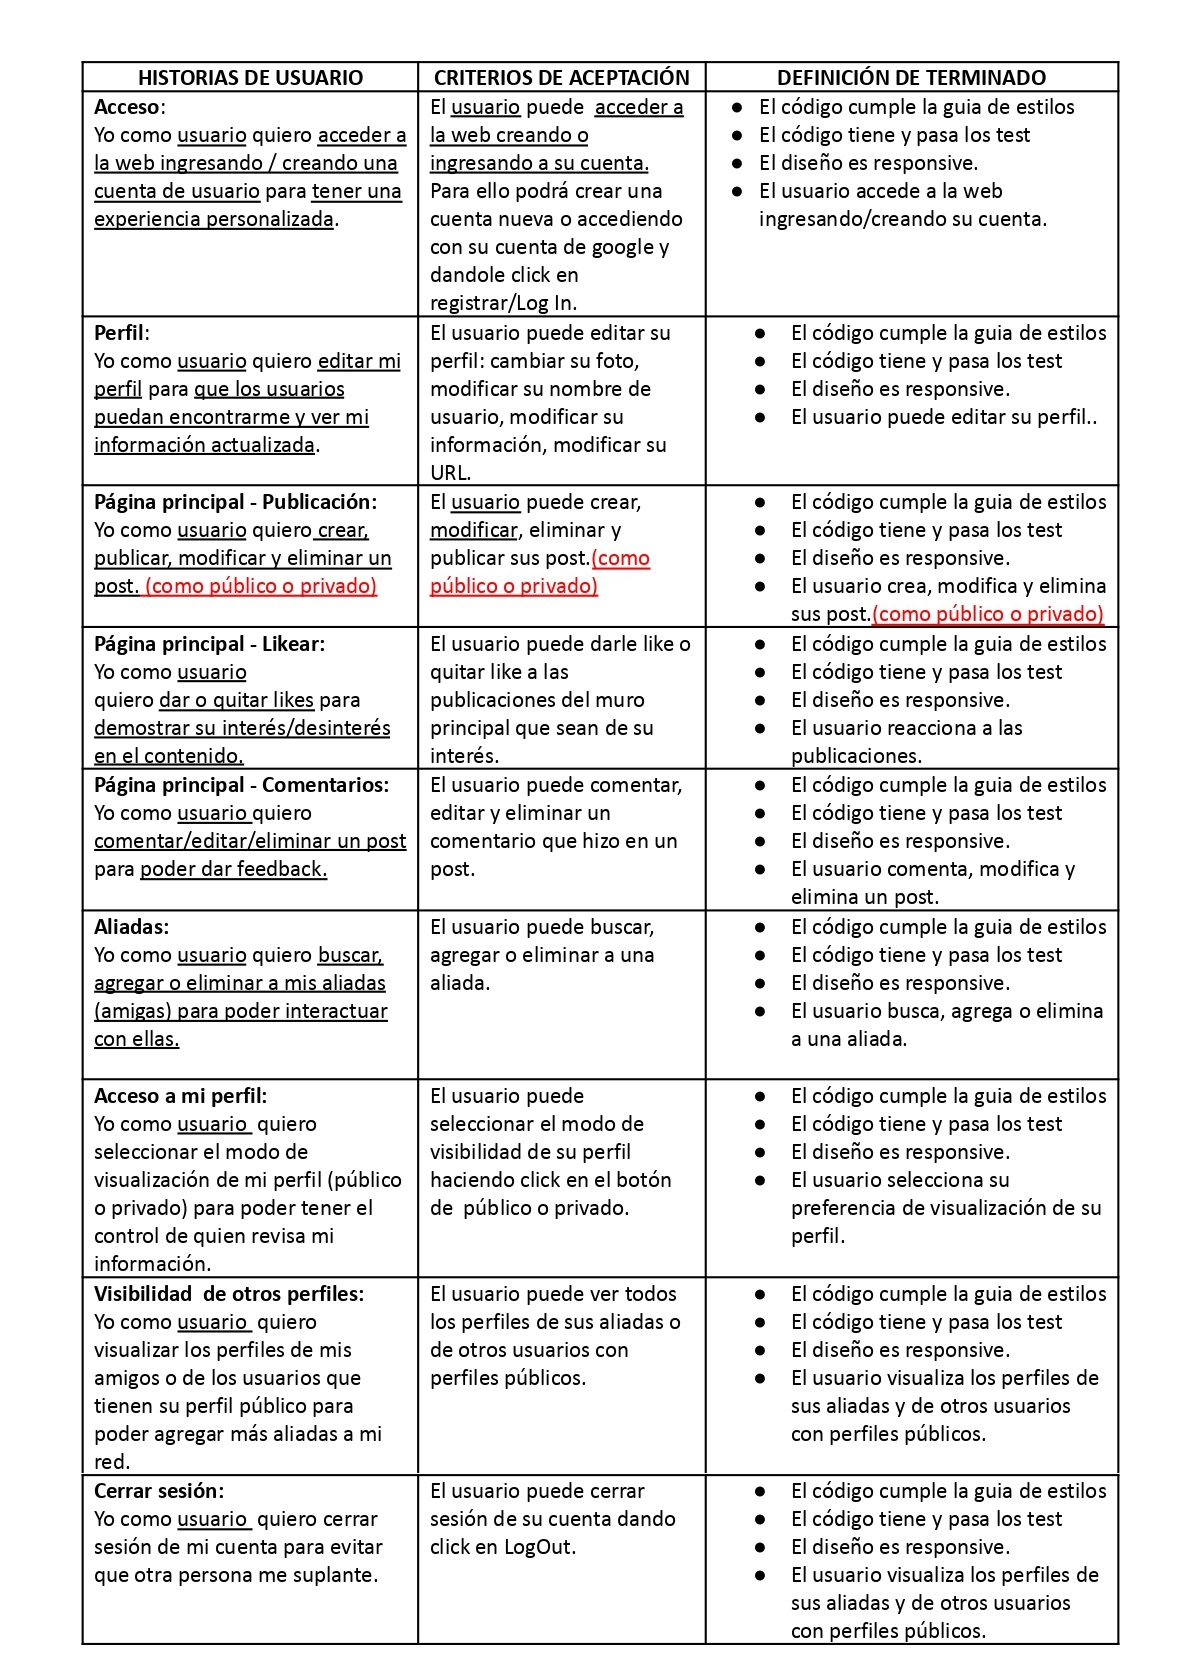 HISTORIAS DE USUARIO
CRITERIOS DE ACEPTACIÓN
DEFINICIÓN DE TERMINADO
Acceso:
Yo como usuario quiero acceder a
la web ingresando / creando una
cuenta de usuario para tener una
experiencia personalizada.
El usuario puede  acceder a
la web creando o
ingresando a su cuenta.
Para ello podrá crear una
cuenta nueva o accediendo
con su cuenta de google y
dandole click en
registrar/Log In.
● El código cumple la guia de estilos
● El código tiene y pasa los test
● El diseño es responsive.
● El usuario accede a la web
ingresando/creando su cuenta.
Perfil:
Yo como usuario quiero editar mi
perfil para que los usuarios
puedan encontrarme y ver mi
información actualizada.
El usuario puede editar su
perfil: cambiar su foto,
modificar su nombre de
usuario, modificar su
información, modificar su
URL.
● El código cumple la guia de estilos
● El código tiene y pasa los test
● El diseño es responsive.
● El usuario puede editar su perfil..
Página principal - Publicación:
Yo como usuario quiero crear,
publicar, modificar y eliminar un
post. (como público o privado)
El usuario puede crear,
modificar, eliminar y
publicar sus post.(como
público o privado)
● El código cumple la guia de estilos
● El código tiene y pasa los test
● El diseño es responsive.
● El usuario crea, modifica y elimina
sus post.(como público o privado)
Página principal - Likear:
Yo como usuario
quiero dar o quitar likes para
demostrar su interés/desinterés
en el contenido.
El usuario puede darle like o
quitar like a las
publicaciones del muro
principal que sean de su
interés.
● El código cumple la guia de estilos
● El código tiene y pasa los test
● El diseño es responsive.
● El usuario reacciona a las
publicaciones.
Página principal - Comentarios:
Yo como usuario quiero
comentar/editar/eliminar un post
para poder dar feedback.
El usuario puede comentar,
editar y eliminar un
comentario que hizo en un
post.
● El código cumple la guia de estilos
● El código tiene y pasa los test
● El diseño es responsive.
● El usuario comenta, modifica y
elimina un post.
Aliadas:
Yo como usuario quiero buscar,
agregar o eliminar a mis aliadas
(amigas) para poder interactuar
con ellas.
El usuario puede buscar,
agregar o eliminar a una
aliada.
● El código cumple la guia de estilos
● El código tiene y pasa los test
● El diseño es responsive.
● El usuario busca, agrega o elimina
a una aliada.
Acceso a mi perfil:
Yo como usuario  quiero
seleccionar el modo de
visualización de mi perfil (público
o privado) para poder tener el
control de quien revisa mi
información.
El usuario puede
seleccionar el modo de
visibilidad de su perfil
haciendo click en el botón
de  público o privado.
● El código cumple la guia de estilos
● El código tiene y pasa los test
● El diseño es responsive.
● El usuario selecciona su
preferencia de visualización de su
perfil.
Visibilidad  de otros perfiles:
Yo como usuario  quiero
visualizar los perfiles de mis
amigos o de los usuarios que
tienen su perfil público para
poder agregar más aliadas a mi
red.
El usuario puede ver todos
los perfiles de sus aliadas o
de otros usuarios con
perfiles públicos.
● El código cumple la guia de estilos
● El código tiene y pasa los test
● El diseño es responsive.
● El usuario visualiza los perfiles de
sus aliadas y de otros usuarios
con perfiles públicos.
Cerrar sesión:
Yo como usuario  quiero cerrar
sesión de mi cuenta para evitar
que otra persona me suplante.
El usuario puede cerrar
sesión de su cuenta dando
click en LogOut.
● El código cumple la guia de estilos
● El código tiene y pasa los test
● El diseño es responsive.
● El usuario visualiza los perfiles de
sus aliadas y de otros usuarios
con perfiles públicos.